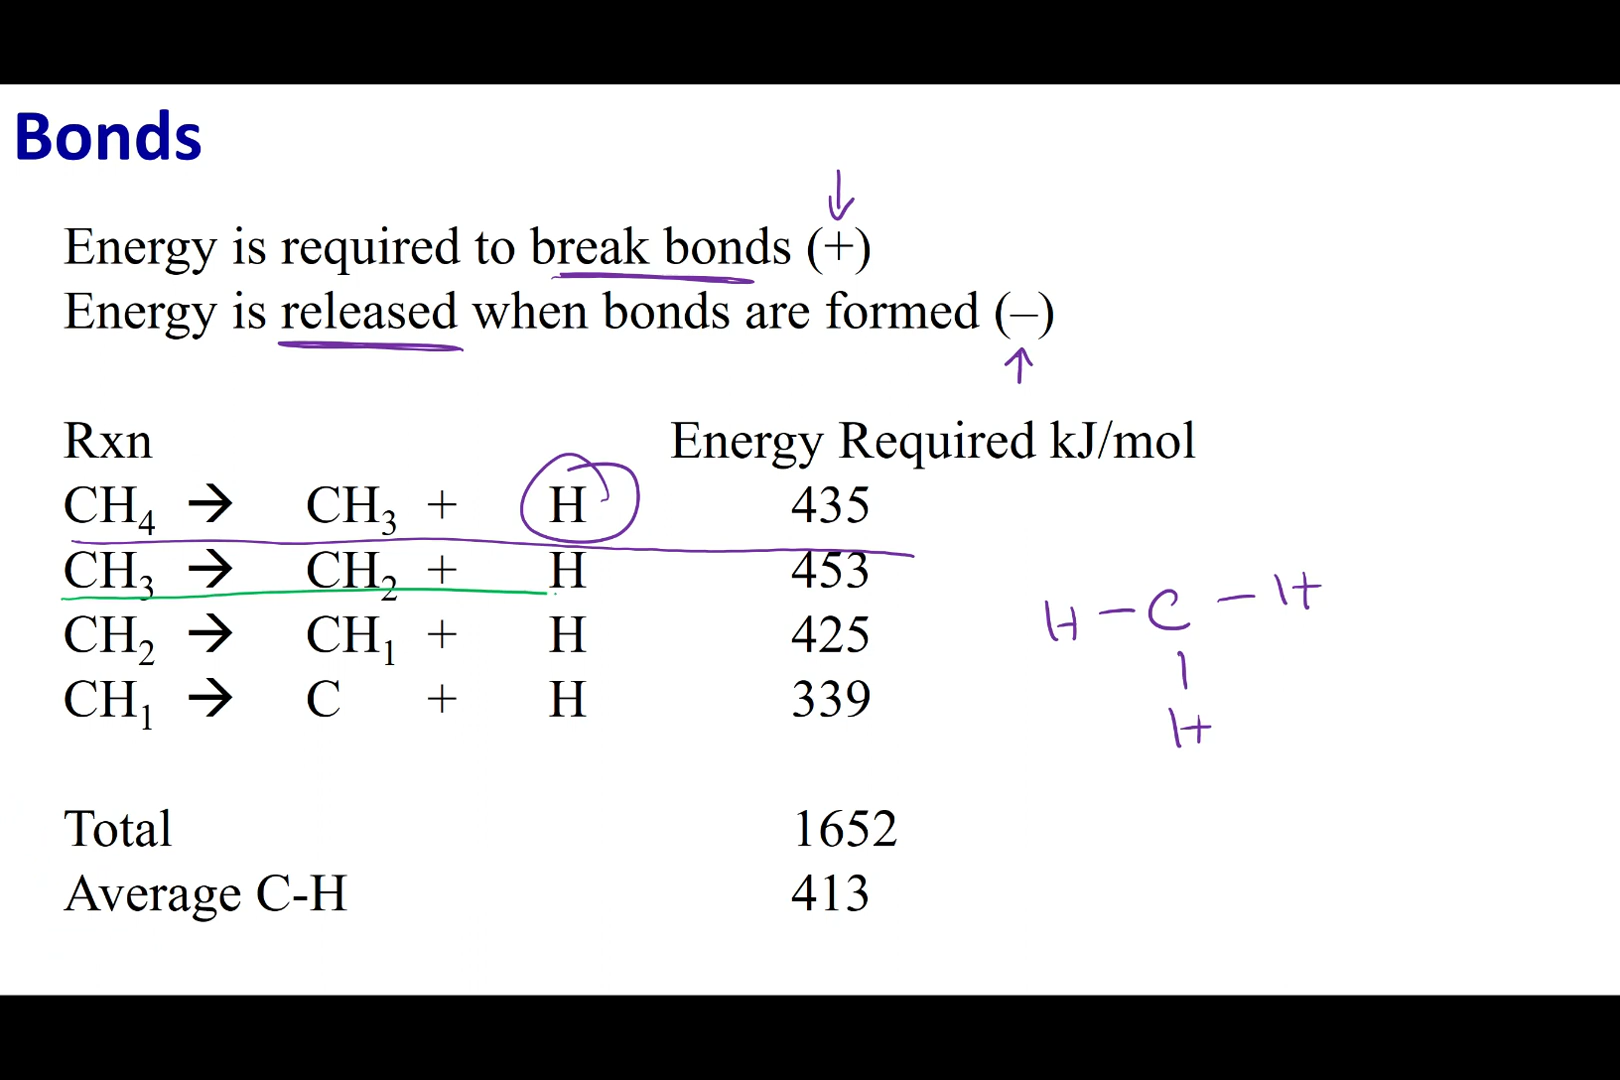 Bonds
Energy is required to break bonds (+)
Energy is released when bonds are formed (–)
Rxn Energy Required kJ/mol
CH₄ → CH₃ + H 435
CH₃ → CH₂ + H 453
CH₂ → CH₁ + H 425
CH₁ → C + H 339
H – C – H
|
H
Total 1652
Average C-H 413